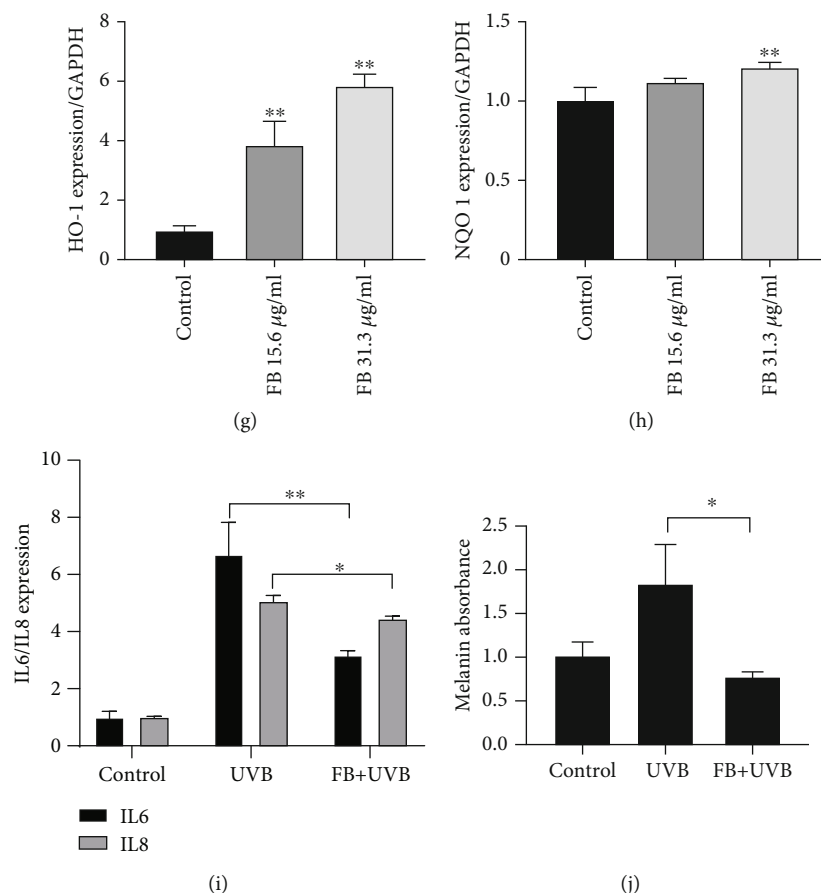 HO-1 expression/GAPDH
8
6
4
2
0
**
**
Control
FB 15.6 μg/ml
FB 31.3 μg/ml
(g)
NQO 1 expression/GAPDH
1.5
1.0
0.5
0
**
Control
FB 15.6 μg/ml
FB 31.3 μg/ml
(h)
IL6/IL8 expression
10
8
6
4
2
0
**
*
Control UVB FB+UVB
IL6
IL8
(i)
Melanin absorbance
2.5
2.0
1.5
1.0
0.5
0.0
*
Control UVB FB+UVB
(j)